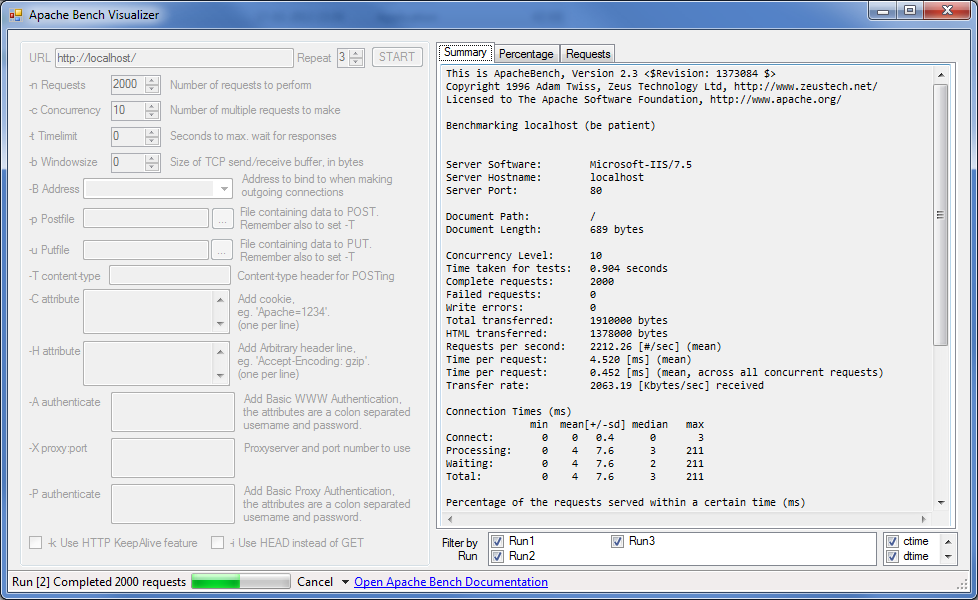 Apache Bench Visualizer
URL http://localhost/ Repeat 3 START
-n Requests 2000 Number of requests to perform
-c Concurrency 10 Number of multiple requests to make
-t Timelimit 0 Seconds to max. wait for responses
-b Windowsize 0 Size of TCP send/receive buffer, in bytes
-B Address Address to bind to when making
outgoing connections
-p Postfile ... File containing data to POST.
Remember also to set -T
-u Putfile ... File containing data to PUT.
Remember also to set -T
-T content-type Content-type header for POSTing
-C attribute Add cookie,
eg. 'Apache=1234'.
(one per line)
-H attribute Add Arbitrary header line,
eg. 'Accept-Encoding: gzip'.
(one per line)
-A authenticate Add Basic WWW Authentication,
the attributes are a colon separated
username and password.
-X proxy:port Proxyserver and port number to use
-P authenticate Add Basic Proxy Authentication,
the attributes are a colon separated
username and password.
-k Use HTTP KeepAlive feature -i Use HEAD instead of GET
Summary Percentage Requests
This is ApacheBench, Version 2.3 <$Revision: 1373084 $>
Copyright 1996 Adam Twiss, Zeus Technology Ltd, http://www.zeustech.net/
Licensed to The Apache Software Foundation, http://www.apache.org/
Benchmarking localhost (be patient)
Server Software: Microsoft-IIS/7.5
Server Hostname: localhost
Server Port: 80
Document Path: /
Document Length: 689 bytes
Concurrency Level: 10
Time taken for tests: 0.904 seconds
Complete requests: 2000
Failed requests: 0
Write errors: 0
Total transferred: 1910000 bytes
HTML transferred: 1378000 bytes
Requests per second: 2212.26 [#/sec] (mean)
Time per request: 4.520 [ms] (mean)
Time per request: 0.452 [ms] (mean, across all concurrent requests)
Transfer rate: 2063.19 [Kbytes/sec] received
Connection Times (ms)
min mean[+/-sd] median max
Connect: 0 0 0.4 0 3
Processing: 0 4 7.6 3 211
Waiting: 0 4 7.6 2 211
Total: 0 4 7.6 3 211
Percentage of the requests served within a certain time (ms)
Filter by
Run
Run1 Run3
Run2
ctime
dtime
Run [2] Completed 2000 requests Cancel Open Apache Bench Documentation